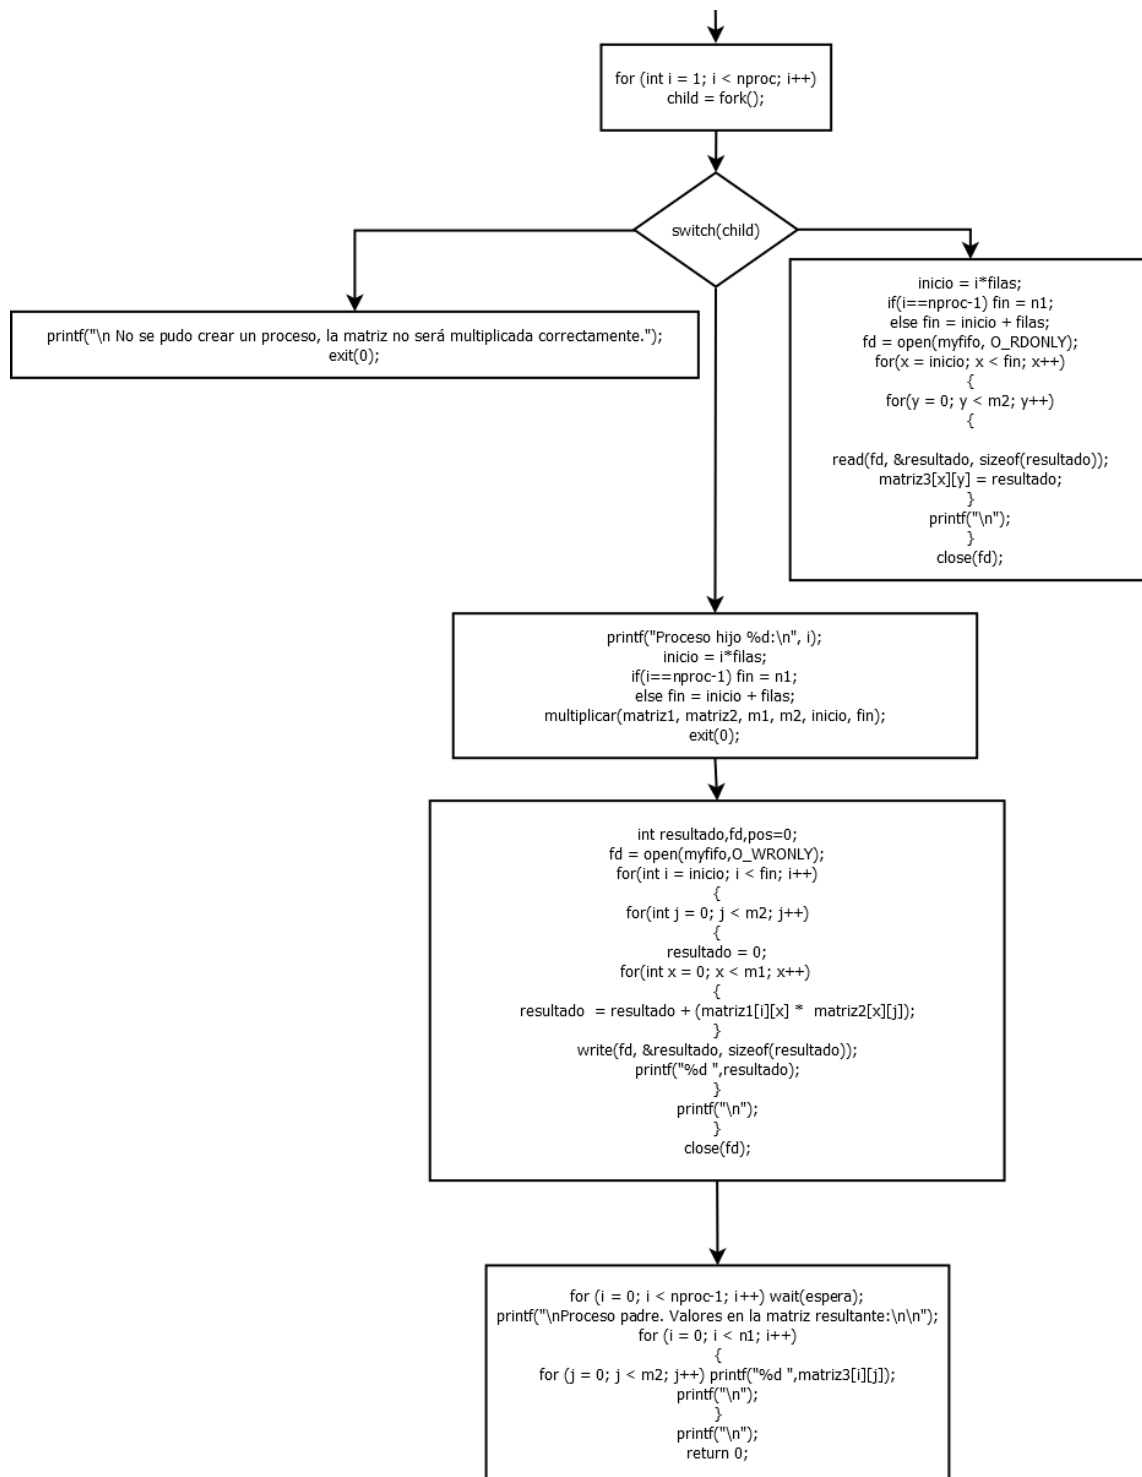 for (int i = 1; i < nproc; i++)
child = fork();
switch(child)
printf("\n No se pudo crear un proceso, la matriz no será multiplicada correctamente.");
exit(0);
inicio = i*filas;
if(i==nproc-1) fin = n1;
else fin = inicio + filas;
fd = open(myfifo, O_RDONLY);
for(x = inicio; x < fin; x++)
{
for(y = 0; y < m2; y++)
{
read(fd, &resultado, sizeof(resultado));
matriz3[x][y] = resultado;
}
printf("\n");
}
close(fd);
printf("Proceso hijo %d:\n", i);
inicio = i*filas;
if(i==nproc-1) fin = n1;
else fin = inicio + filas;
multiplicar(matriz1, matriz2, m1, m2, inicio, fin);
exit(0);
int resultado,fd,pos=0;
fd = open(myfifo,O_WRONLY);
for(int i = inicio; i < fin; i++)
{
for(int j = 0; j < m2; j++)
{
resultado = 0;
for(int x = 0; x < m1; x++)
{
resultado  = resultado + (matriz1[i][x] *  matriz2[x][j]);
}
write(fd, &resultado, sizeof(resultado));
printf("%d ",resultado);
}
printf("\n");
}
close(fd);
for (i = 0; i < nproc-1; i++) wait(espera);
printf("\nProceso padre. Valores en la matriz resultante:\n\n");
for (i = 0; i < n1; i++)
{
for (j = 0; j < m2; j++) printf("%d ",matriz3[i][j]);
printf("\n");
}
printf("\n");
return 0;